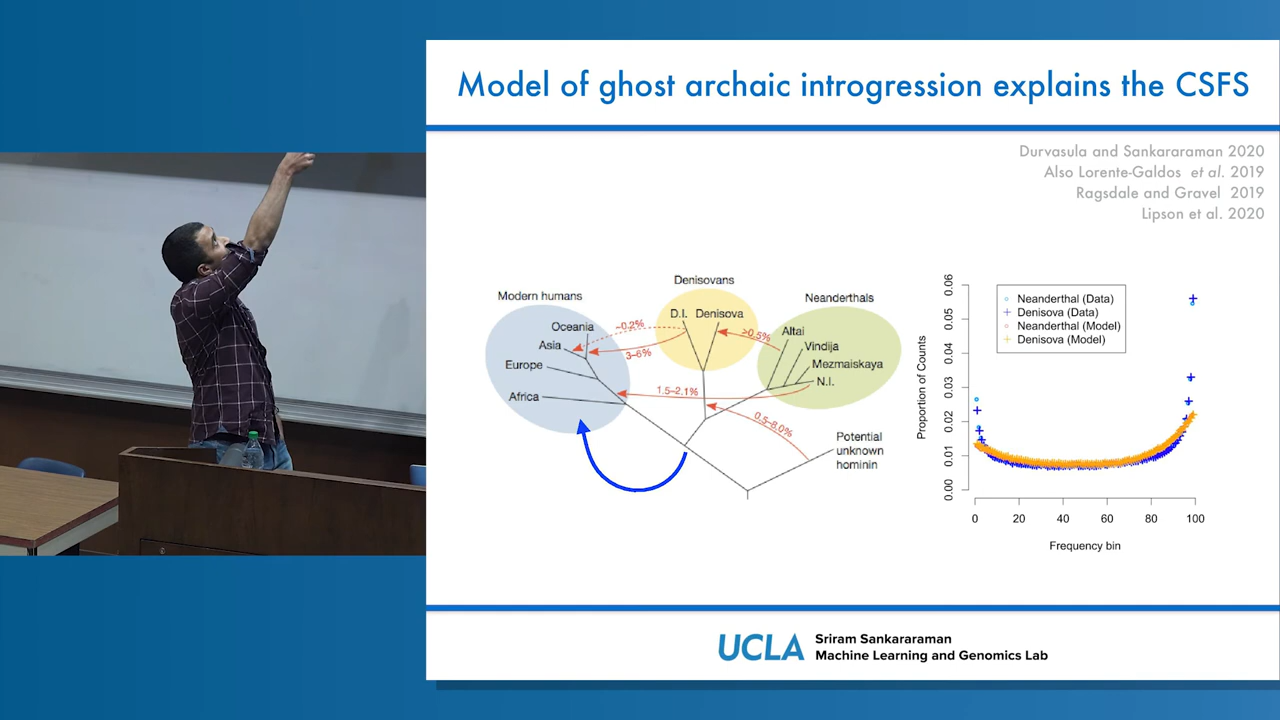 Model of ghost archaic introgression explains the CSFS
Durvasula and Sankararaman 2020
Also Lorente-Galdos et al. 2019
Ragsdale and Gravel 2019
Lipson et al. 2020
Modern humans
Denisovans
Neanderthals
Oceania
Asia
Europe
Africa
D.I.
Denisova
Altai
Vindija
Mezmaiskaya
N.I.
~0.2%
3–6%
>0.5%
1.5–2.1%
0.5–8.0%
Potential
unknown
hominin
Proportion of Counts
0.06
0.05
0.04
0.03
0.02
0.01
0.00
Neanderthal (Data)
Denisova (Data)
Neanderthal (Model)
Denisova (Model)
0 20 40 60 80 100
Frequency bin
UCLA
Sriram Sankararaman
Machine Learning and Genomics Lab